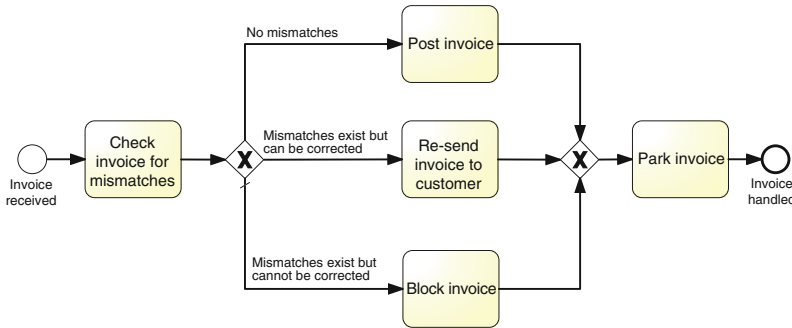 No mismatches
Post invoice
Check
invoice for
mismatches
X
Mismatches exist but
can be corrected
Re-send
invoice to
customer
X
Park invoice
Invoice
received
Invoice
handled
Mismatches exist but
cannot be corrected
Block invoice